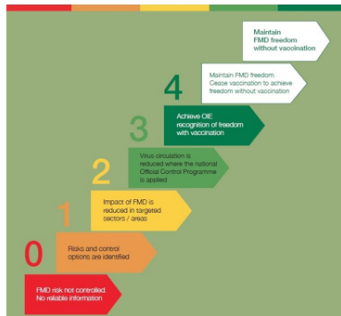 Maintain
FMD freedom
without vaccination
Maintain FMD freedom.
Cease vaccination to achieve
freedom without vaccination
4
Achieve OIE
recognition of freedom
with vaccination
3
Virus circulation is
reduced where the national
Official Control Programme
is applied
2
Impact of FMD is
reduced in targeted
sectors / areas
1
Risks and control
options are identified
0
FMD risk not controlled.
No reliable information